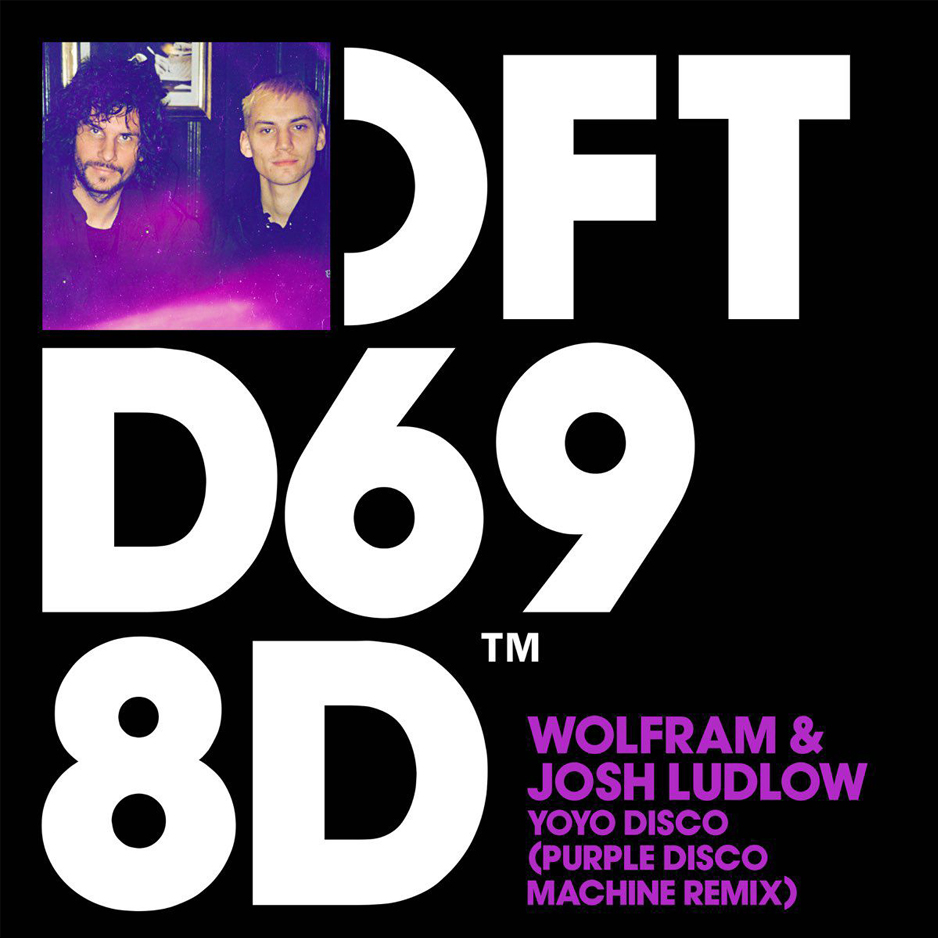 DFT
D69
8D
TM
WOLFRAM &
JOSH LUDLOW
YOYO DISCO
(PURPLE DISCO
MACHINE REMIX)